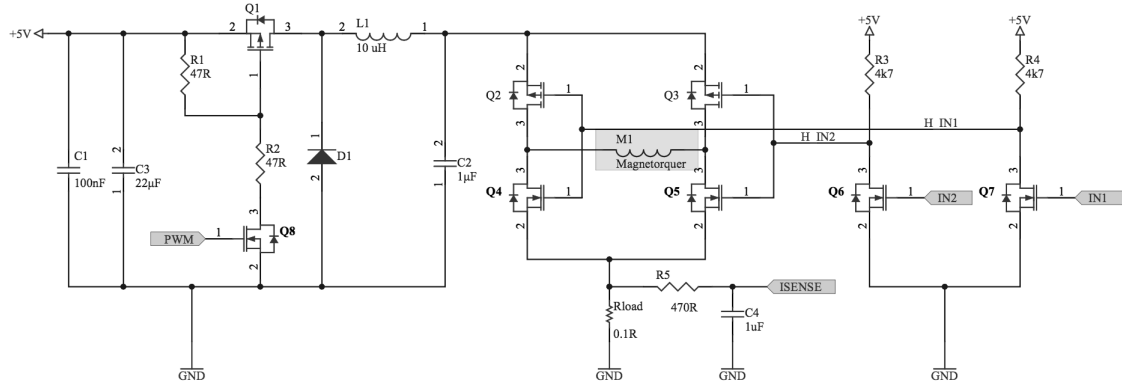 Q1
+5V
2
3
L1
1
10 uH
R1
47R
1
+5V
+5V
R3
4k7
R4
4k7
2
2
Q2
1
Q3
1
3
3
H_IN1
H_IN2
M1
Magnetorquer
R2
47R
1
D1
2
C1
100nF
2
C3
1
22µF
2
C2
1
1µF
3
3
Q4
1
Q5
1
2
2
3
Q6
1
IN2
2
3
Q7
1
IN1
2
PWM
1
3
Q8
2
R5
470R
ISENSE
Rload
0.1R
C4
1uF
GND
GND
GND
GND